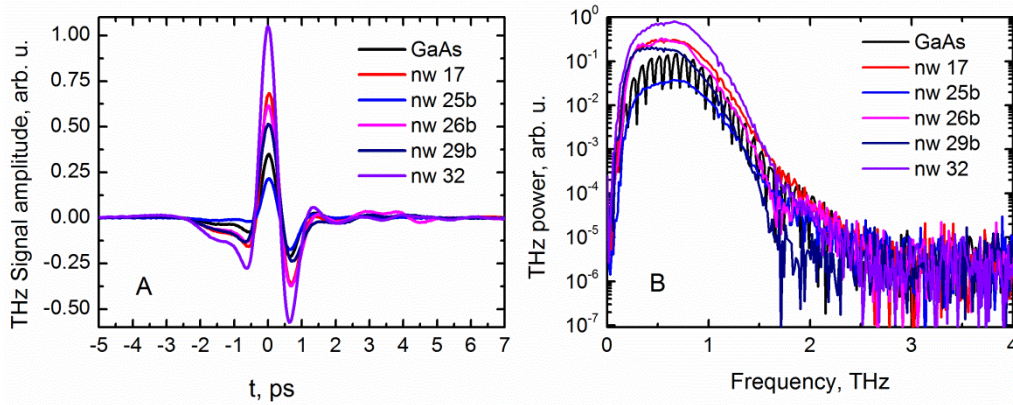 THz Signal amplitude, arb. u.
1.00
0.75
0.50
0.25
0.00
-0.25
-0.50
GaAs
nw 17
nw 25b
nw 26b
nw 29b
nw 32
A
-5 -4 -3 -2 -1 0 1 2 3 4 5 6 7
t, ps
THz power, arb. u.
10^0
10^-1
10^-2
10^-3
10^-4
10^-5
10^-6
10^-7
GaAs
nw 17
nw 25b
nw 26b
nw 29b
nw 32
B
0 1 2 3 4
Frequency, THz